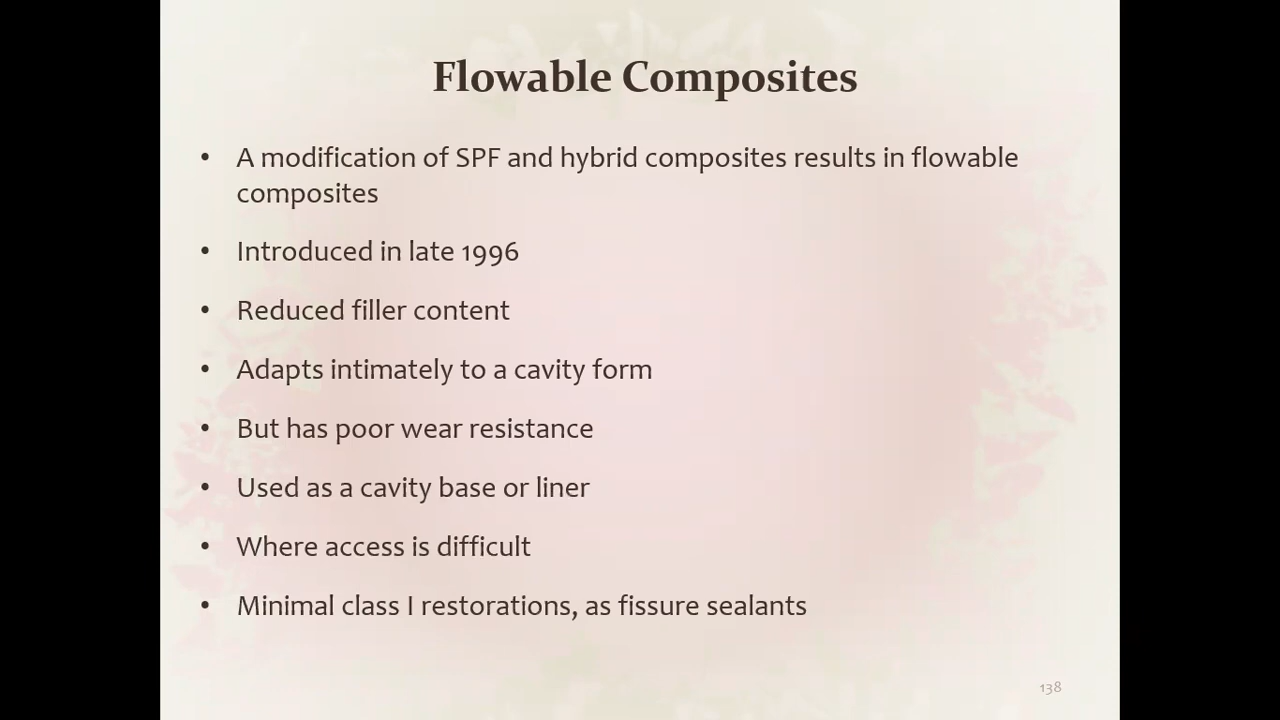 Flowable Composites
• A modification of SPF and hybrid composites results in flowable
composites
• Introduced in late 1996
• Reduced filler content
• Adapts intimately to a cavity form
• But has poor wear resistance
• Used as a cavity base or liner
• Where access is difficult
• Minimal class I restorations, as fissure sealants
138